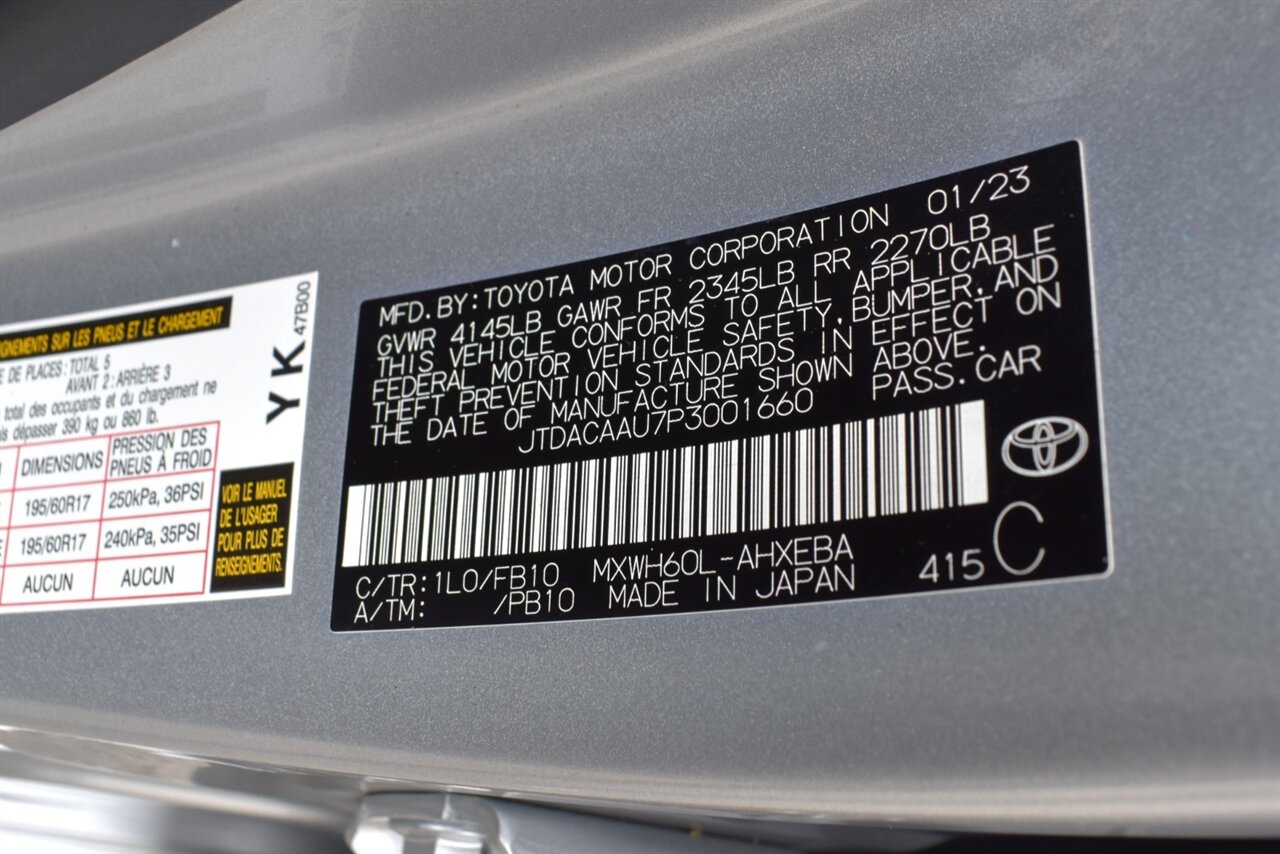 GNEMENTS SUR LES PNEUS ET LE CHARGEMENT
E DE PLACES: TOTAL 5
AVANT 2: ARRIÈRE 3
total des occupants et du chargement ne
is dépasser 390 kg ou 860 lb.
DIMENSIONS PRESSION DES PNEUS À FROID
195/60R17 250kPa, 36PSI
195/60R17 240kPa, 35PSI
AUCUN AUCUN
YK 47B00
VOIR LE MANUEL
DE L'USAGER
POUR PLUS DE
RENSEIGNEMENTS.
MFD. BY: TOYOTA MOTOR CORPORATION 01/23
GVWR 4145LB GAWR FR 2345LB RR 2270LB
THIS VEHICLE CONFORMS TO ALL APPLICABLE
FEDERAL MOTOR VEHICLE SAFETY, BUMPER, AND
THEFT PREVENTION STANDARDS IN EFFECT ON
THE DATE OF MANUFACTURE SHOWN ABOVE.
JTDACAAU7P3001660 PASS. CAR
C/TR: 1L0/FB10 MXWH60L-AHXEBA
A/TM: /PB10 MADE IN JAPAN 415 C